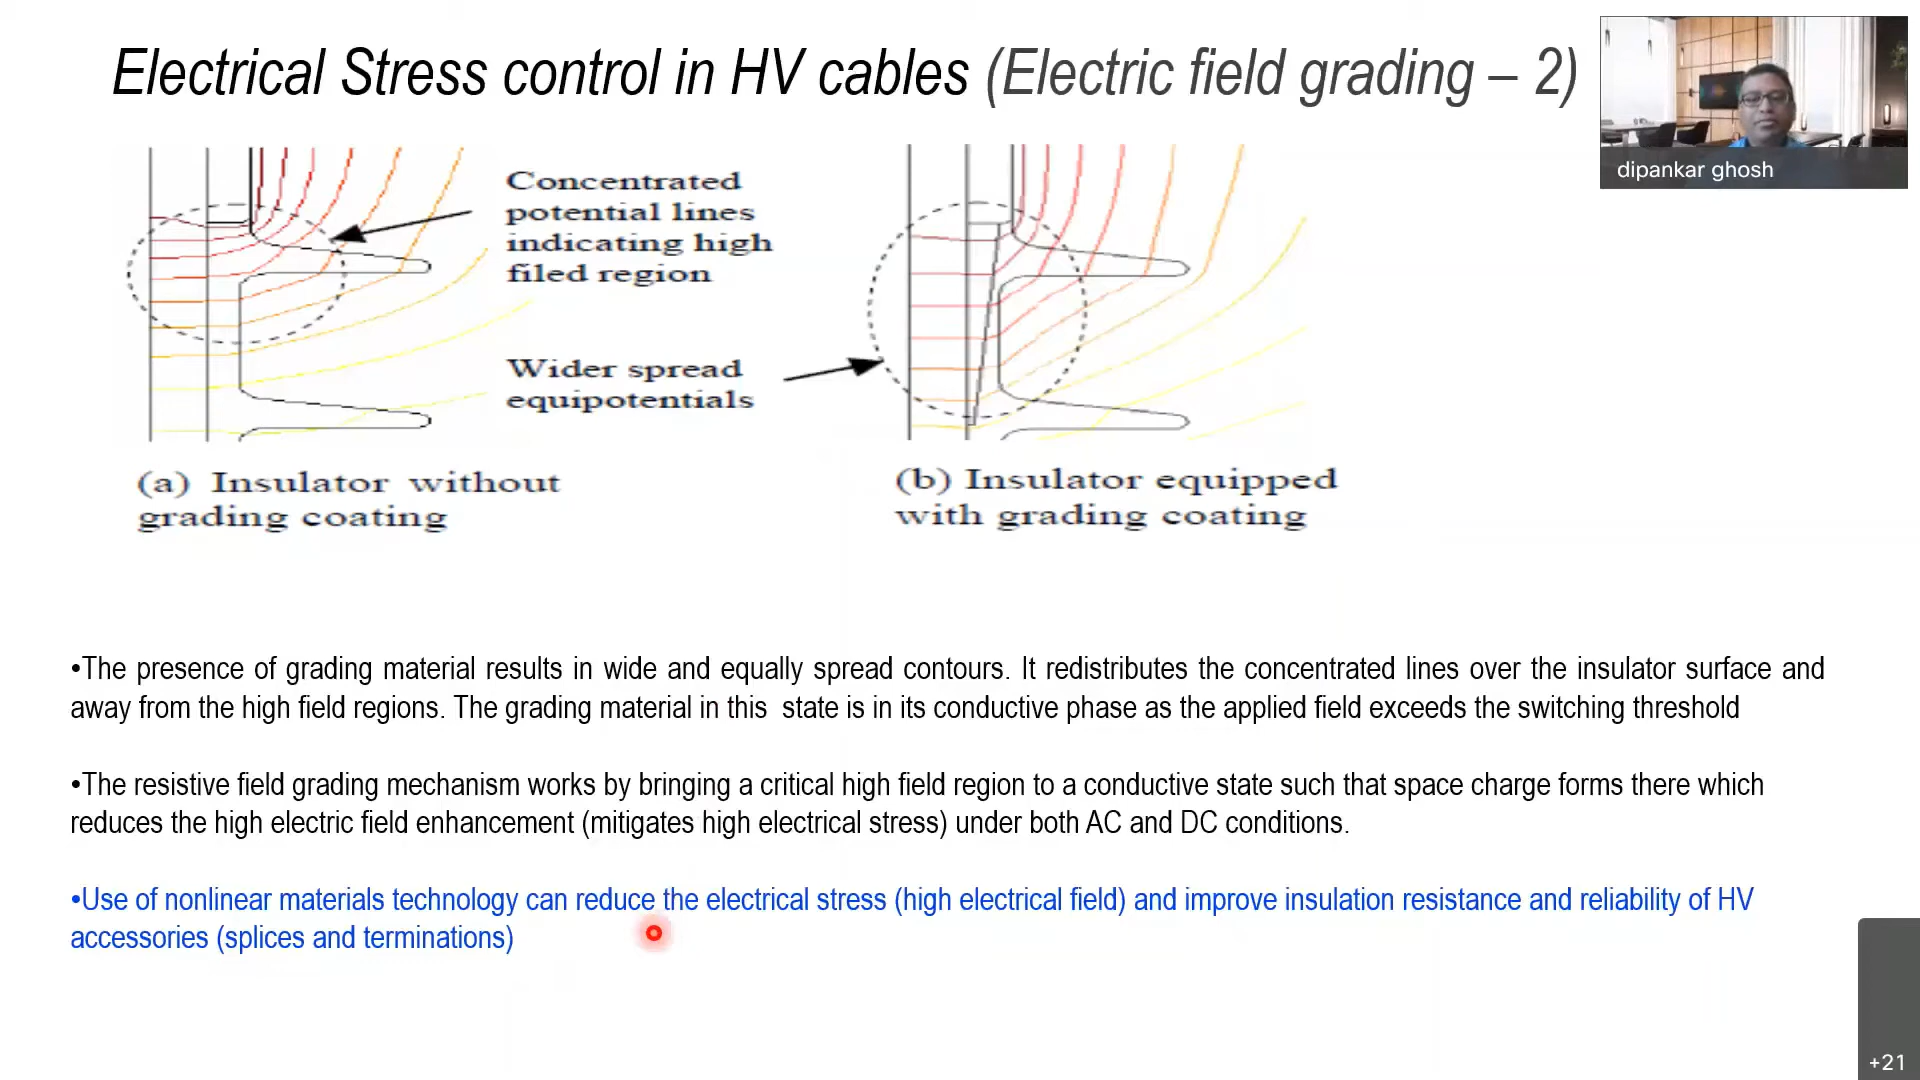 Electrical Stress control in HV cables (Electric field grading – 2)
dipankar ghosh
Concentrated
potential lines
indicating high
filed region
Wider spread
equipotentials
(a) Insulator without
grading coating
(b) Insulator equipped
with grading coating
•The presence of grading material results in wide and equally spread contours. It redistributes the concentrated lines over the insulator surface and
away from the high field regions. The grading material in this state is in its conductive phase as the applied field exceeds the switching threshold
•The resistive field grading mechanism works by bringing a critical high field region to a conductive state such that space charge forms there which
reduces the high electric field enhancement (mitigates high electrical stress) under both AC and DC conditions.
•Use of nonlinear materials technology can reduce the electrical stress (high electrical field) and improve insulation resistance and reliability of HV
accessories (splices and terminations)
+21